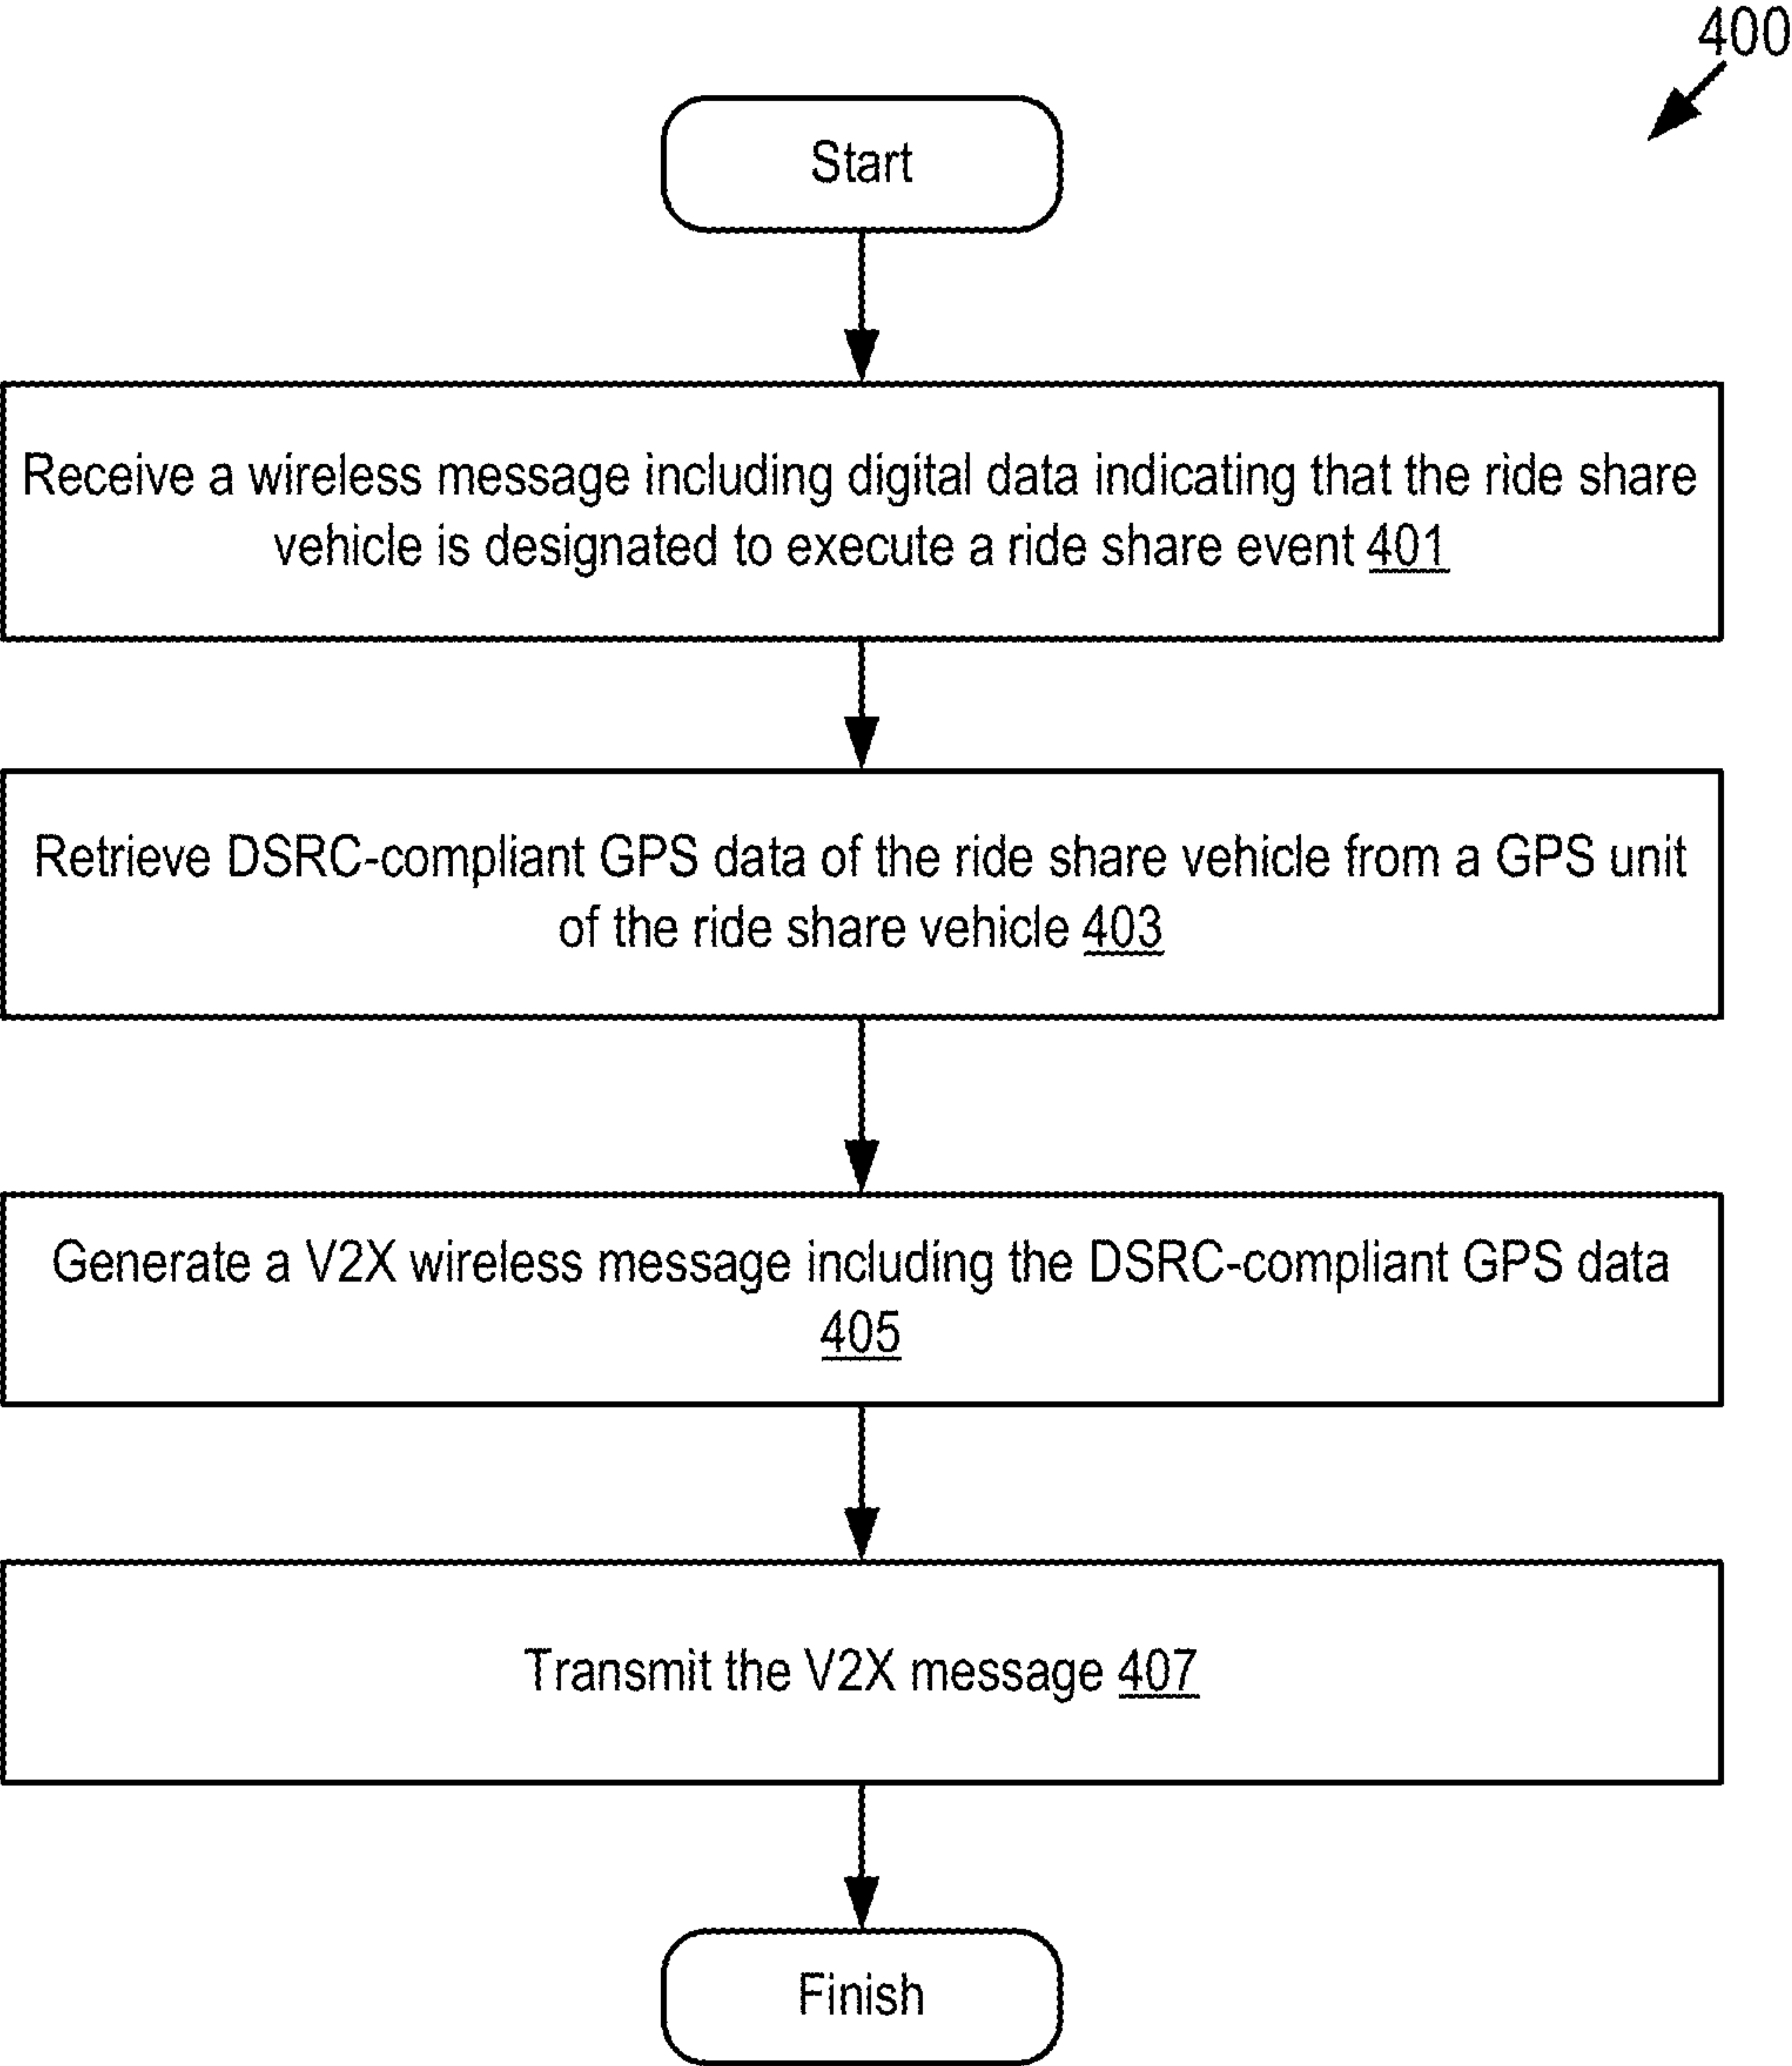 400
Start
Receive a wireless message including digital data indicating that the ride share
vehicle is designated to execute a ride share event 401
Retrieve DSRC-compliant GPS data of the ride share vehicle from a GPS unit
of the ride share vehicle 403
Generate a V2X wireless message including the DSRC-compliant GPS data
405
Transmit the V2X message 407
Finish